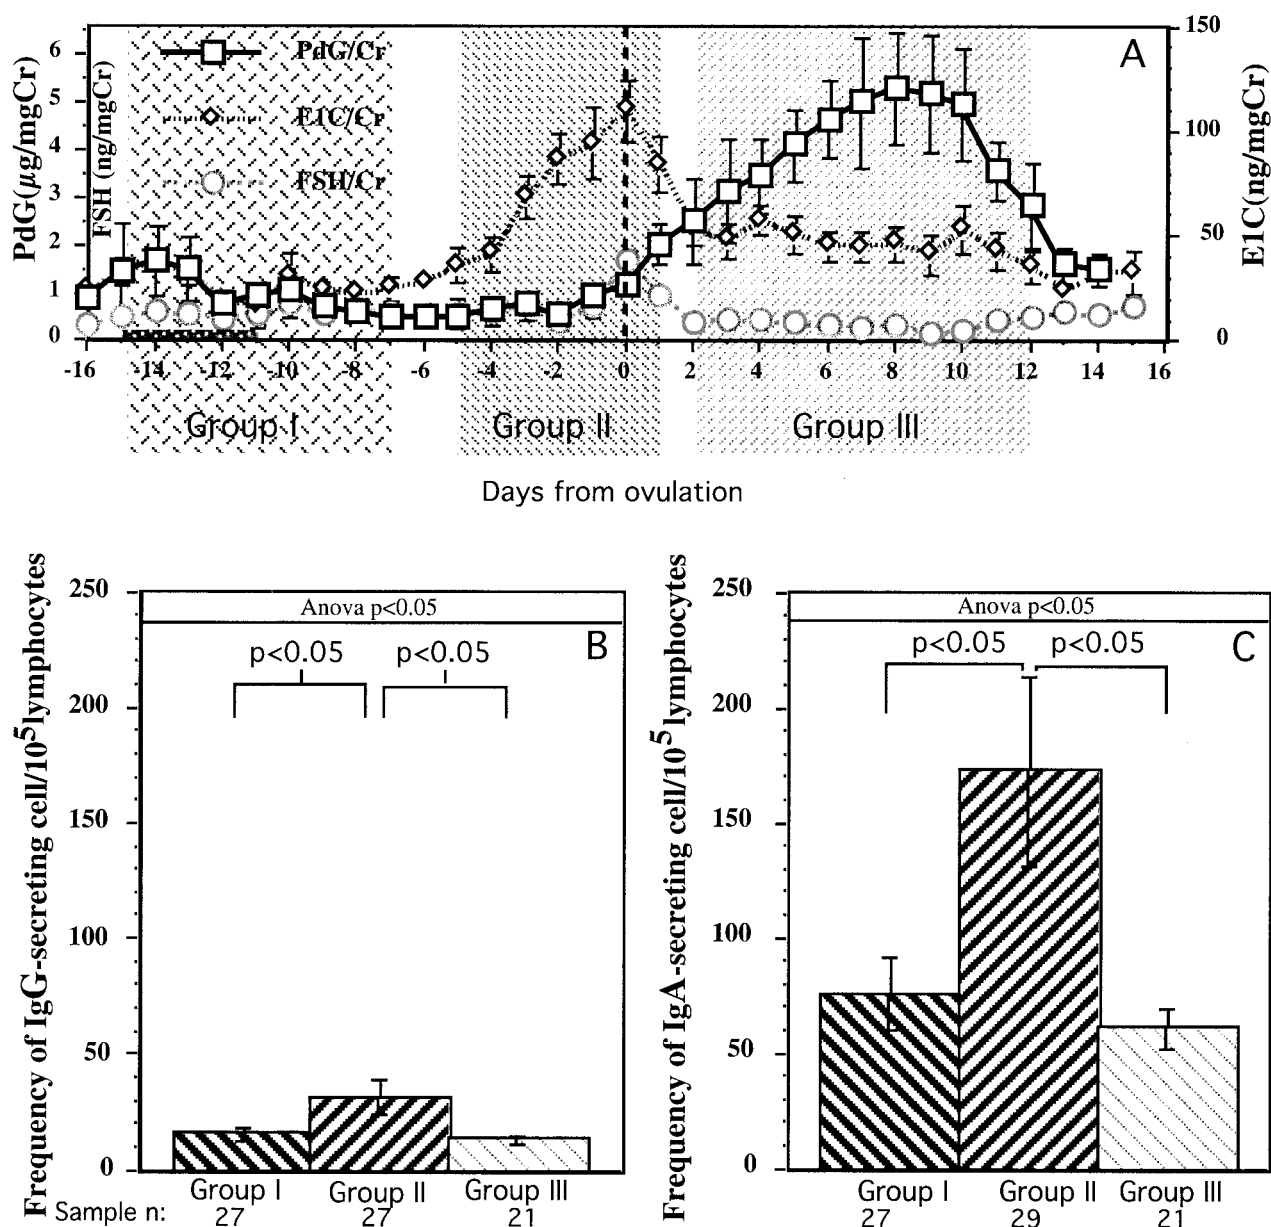 A
PdG(µg/mgCr)
FSH (ng/mgCr)
E1C(ng/mgCr)
6
5
4
3
2
1
0
150
100
50
0
PdG/Cr
E1C/Cr
FSH/Cr
-16 -14 -12 -10 -8 -6 -4 -2 0 2 4 6 8 10 12 14 16
Group I Group II Group III
Days from ovulation
Frequency of IgG-secreting cell/10⁵lymphocytes
250
200
150
100
50
0
Anova p<0.05
B
p<0.05 p<0.05
Group I Group II Group III
Sample n: 27 27 21
Frequency of IgA-secreting cell/10⁵lymphocytes
250
200
150
100
50
0
Anova p<0.05
C
p<0.05 p<0.05
Group I Group II Group III
27 29 21